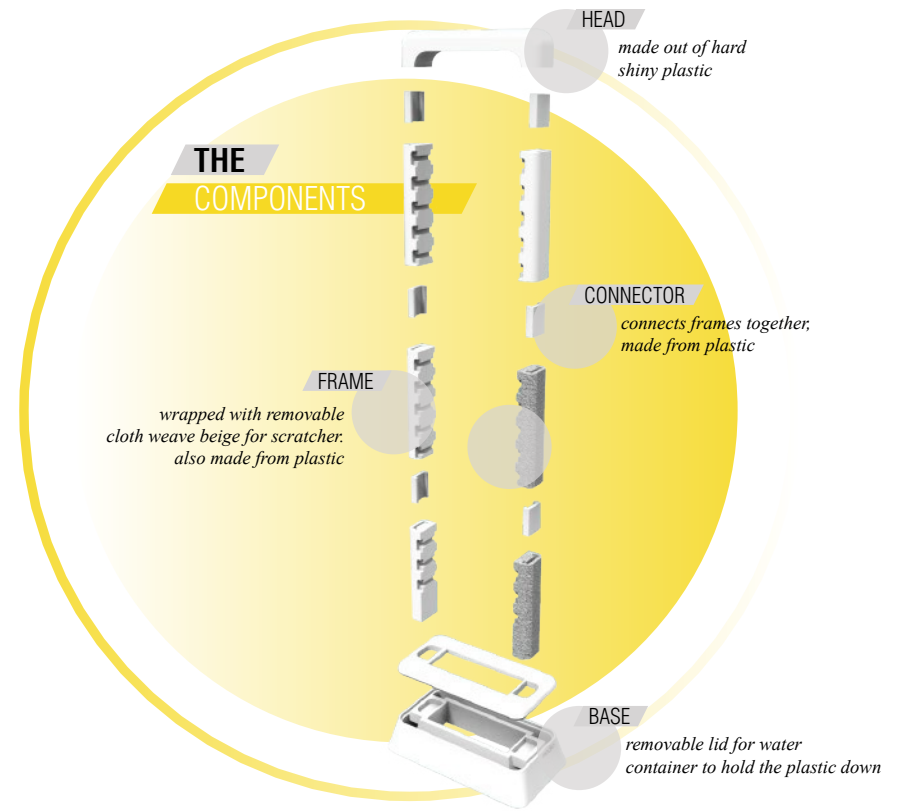 HEAD
made out of hard
shiny plastic
THE
COMPONENTS
CONNECTOR
connects frames together,
made from plastic
FRAME
wrapped with removable
cloth weave beige for scratcher.
also made from plastic
BASE
removable lid for water
container to hold the plastic down